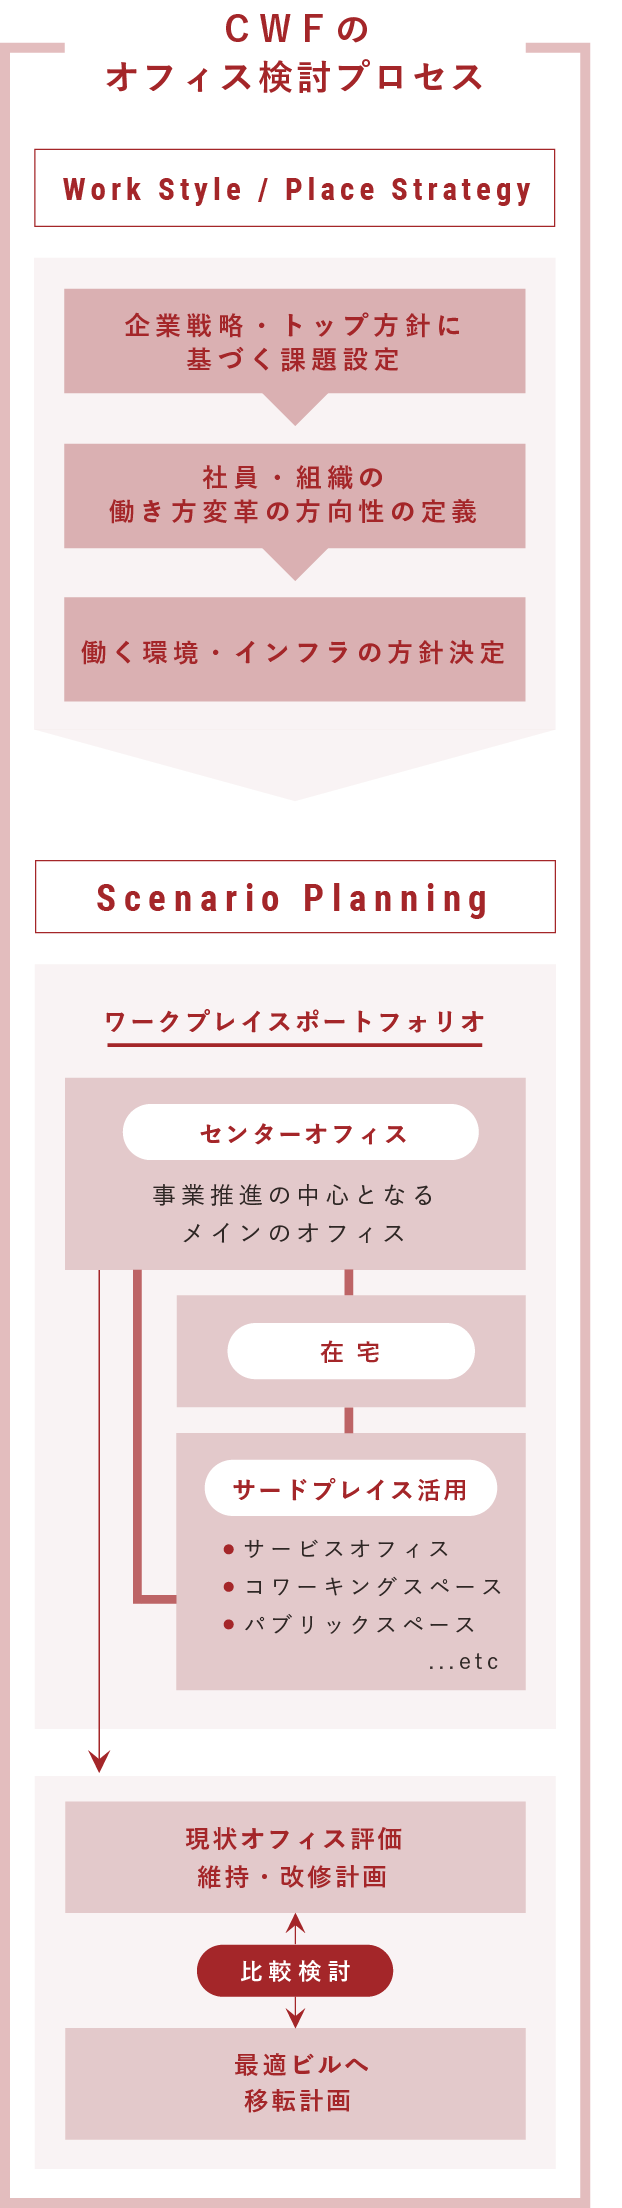 CWFの
オフィス検討プロセス
Work Style / Place Strategy
企業戦略・トップ方針に
基づく課題設定
社員・組織の
働き方変革の方向性の定義
働く環境・インフラの方針決定
Scenario Planning
ワークプレイスポートフォリオ
センターオフィス
事業推進の中心となる
メインのオフィス
在宅
サードプレイス活用
● サービスオフィス
● コワーキングスペース
● パブリックスペース
...etc
現状オフィス評価
維持・改修計画
比較検討
最適ビルへ
移転計画